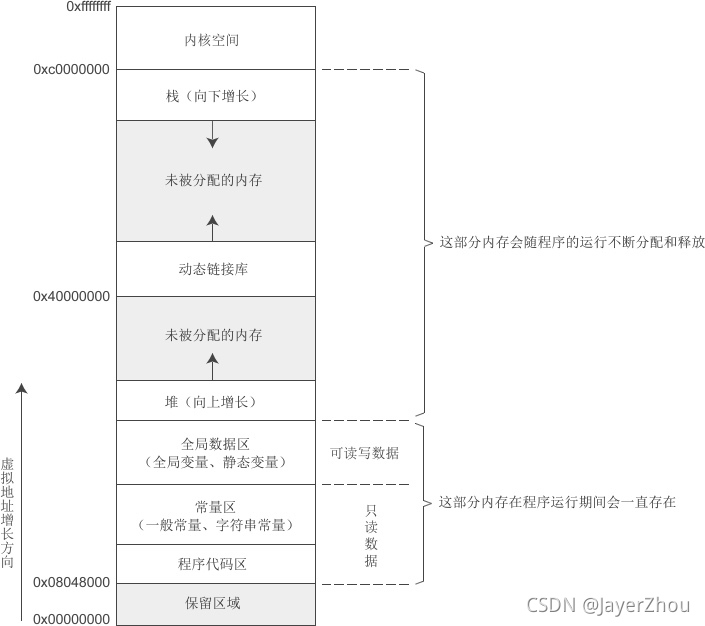 0xffffffff
内核空间
0xc0000000
栈（向下增长）
未被分配的内存
这部分内存会随程序的运行不断分配和释放
动态链接库
0x40000000
未被分配的内存
堆（向上增长）
全局数据区
（全局变量、静态变量）
可读写数据
虚拟地址增长方向
常量区
（一般常量、字符串常量）
只读数据
这部分内存在程序运行期间会一直存在
程序代码区
0x08048000
保留区域
0x00000000
CSDN @JayerZhou